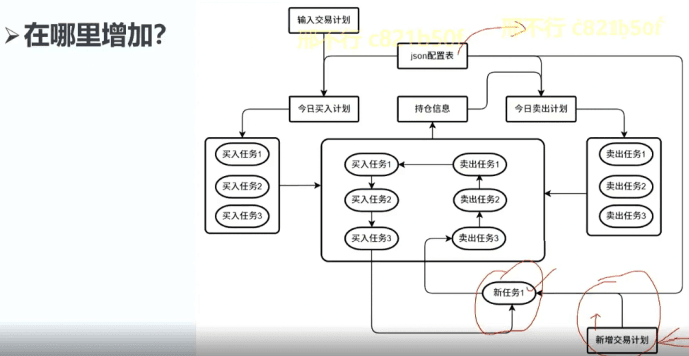 ➢在哪里增加?
输入交易计划
那不行 c821b50f
那不行 c821b50f
json配置表
今日买入计划
持仓信息
今日卖出计划
买入任务1
买入任务2
买入任务3
买入任务1
卖出任务1
买入任务2
卖出任务2
买入任务3
卖出任务3
卖出任务1
卖出任务2
卖出任务3
新任务1
新增交易计划